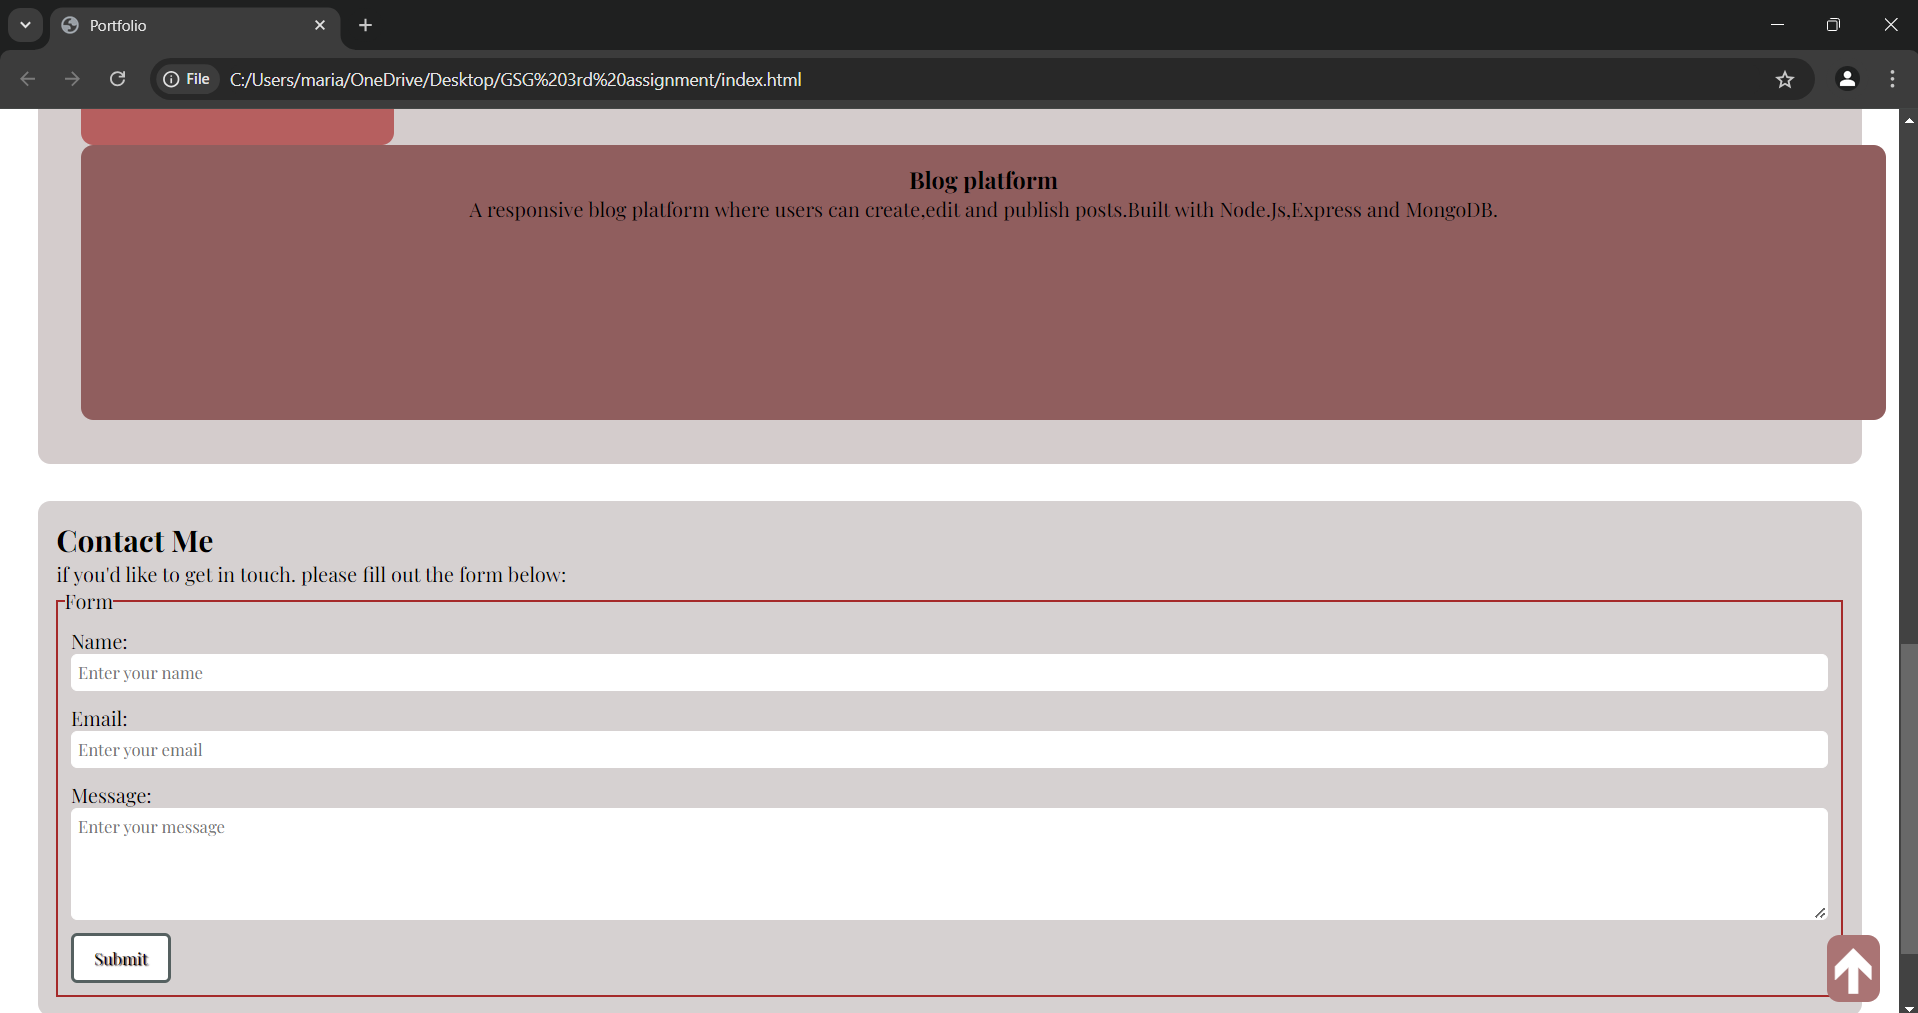 Portfolio
File C:/Users/maria/OneDrive/Desktop/GSG%203rd%20assignment/index.html
Blog platform
A responsive blog platform where users can create,edit and publish posts.Built with Node.Js,Express and MongoDB.
Contact Me
if you'd like to get in touch. please fill out the form below:
Form
Name:
Enter your name
Email:
Enter your email
Message:
Enter your message
Submit